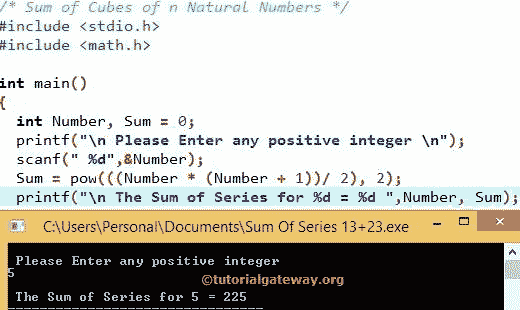 /* Sum of Cubes of n Natural Numbers */
#include <stdio.h>
#include <math.h>
int main()
{
int Number, Sum = 0;
printf("\n Please Enter any positive integer \n");
scanf(" %d",&Number);
Sum = pow(((Number * (Number + 1))/ 2), 2);
printf("\n The Sum of Series for %d = %d ",Number, Sum);
C:\Users\Personal\Documents\Sum Of Series 13+23.exe
Please Enter any positive integer
5
©tutorialgateway.org
The Sum of Series for 5 = 225